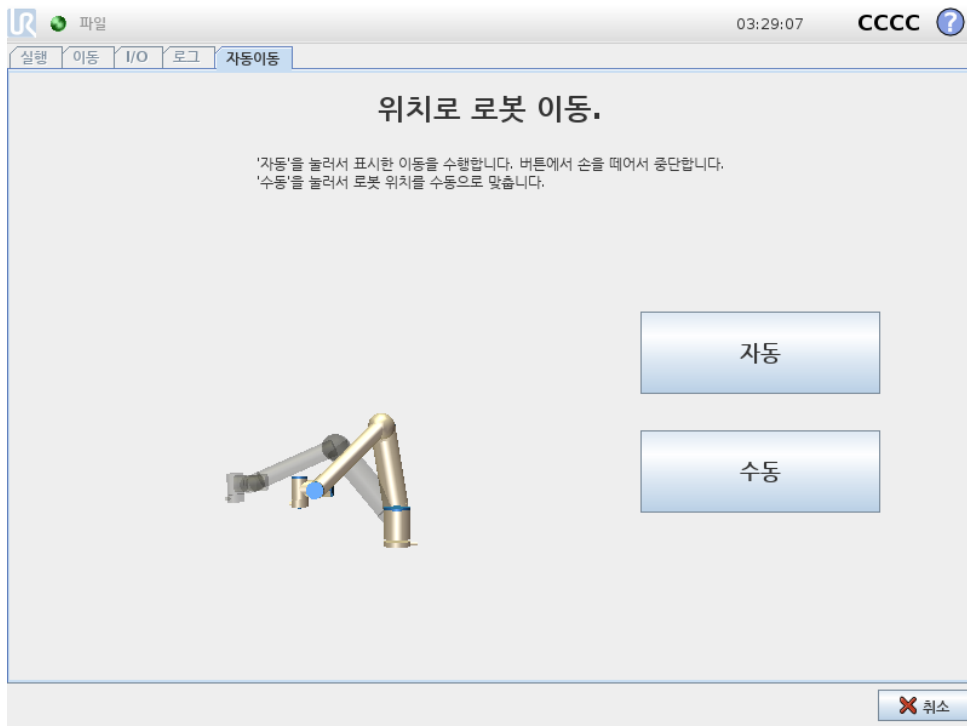 UR
파일
03:29:07
CCCC
?
실행
이동
I/O
로그
자동이동
위치로 로봇 이동.
'자동'을 눌러서 표시한 이동을 수행합니다. 버튼에서 손을 떼어서 중단합니다.
'수동'을 눌러서 로봇 위치를 수동으로 맞춥니다.
자동
수동
취소